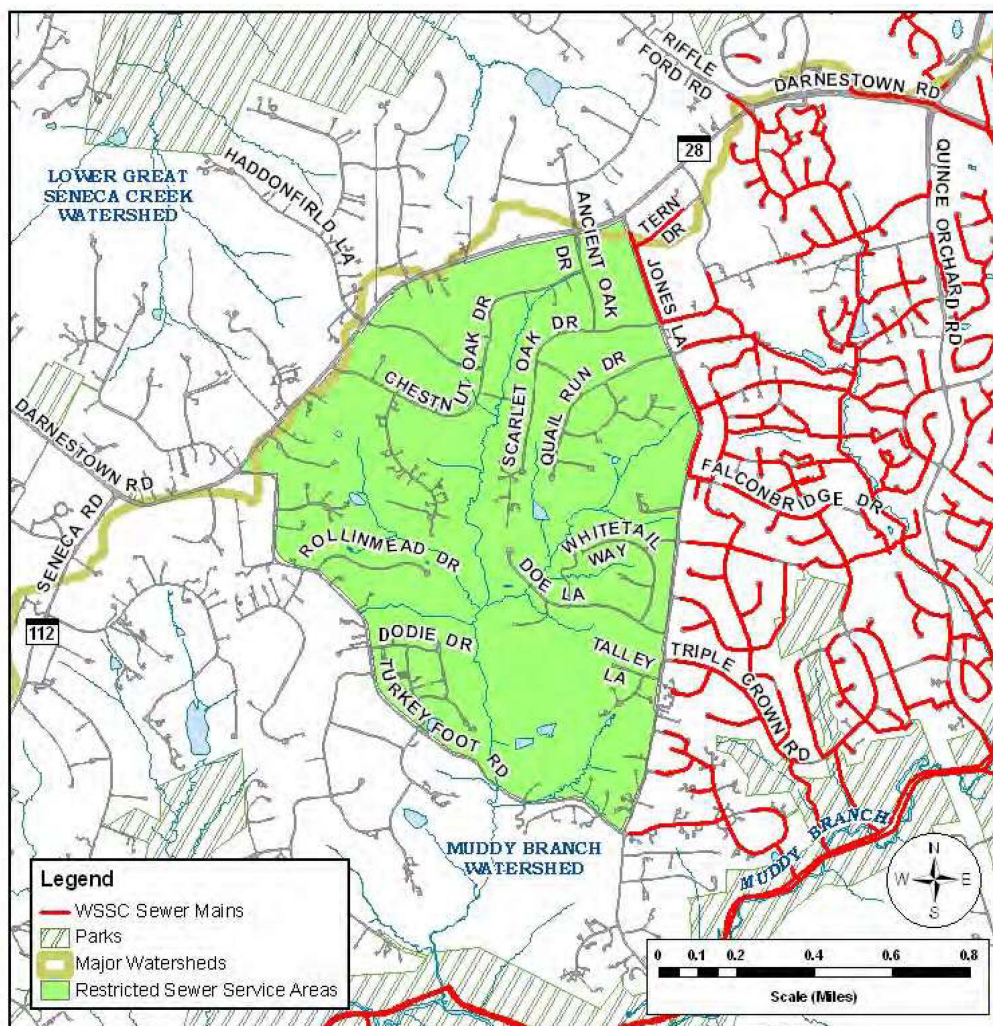 RIFFLE
FORD IRD
DARNESTOWN RD
28
HADDONFIRLD LA
LOWER GREAT
SENECA CREEK
WATERSHED
ANCIENT OAK
DR
TERN
DR
QUINCE ORCHARD RD
JONES LA
CHESTN UT OAK DR
SCARLET OAK DR
QUAIL RUN DR
DARNESTOWN RD
SENECA RD
112
FALCONBRIDGE DR
ROLLINMEAD DR
WHITETAIL
WAY
DOE LA
DODIE DR
TALLEY
LA
TRIPLE CROWN RD
TURKEY FOOT RD
MUDDY BRANCH
WATERSHED
MUDDY BRANCH
N
W E
S
Legend
WSSC Sewer Mains
Parks
Major Watersheds
Restricted Sewer Service Areas
0 0.1 0.2 0.4 0.6 0.8
Scale (Miles)